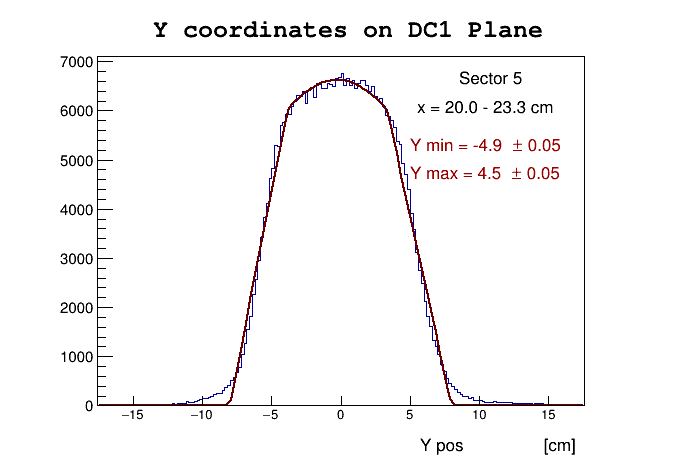 Y coordinates on DC1 Plane
7000
6000
5000
4000
3000
2000
1000
0
Sector 5
x = 20.0 - 23.3 cm
Y min = -4.9 ± 0.05
Y max = 4.5 ± 0.05
−15 −10 −5 0 5 10 15
Y pos [cm]